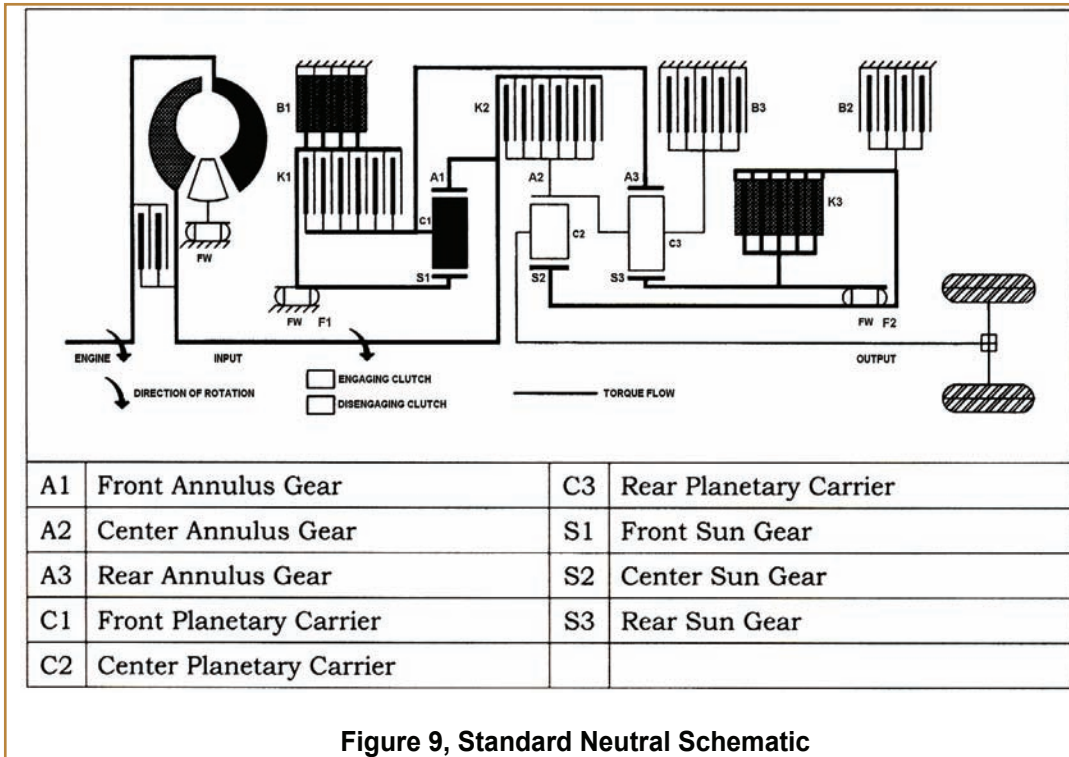 B1
K2
B3
B2
K1
A1
A2
A3
K3
C1
C2
C3
S1
S2
S3
FW
FW F1
FW F2
ENGINE
INPUT
OUTPUT
DIRECTION OF ROTATION
ENGAGING CLUTCH
DISENGAGING CLUTCH
TORQUE FLOW
A1 Front Annulus Gear C3 Rear Planetary Carrier
A2 Center Annulus Gear S1 Front Sun Gear
A3 Rear Annulus Gear S2 Center Sun Gear
C1 Front Planetary Carrier S3 Rear Sun Gear
C2 Center Planetary Carrier
Figure 9, Standard Neutral Schematic